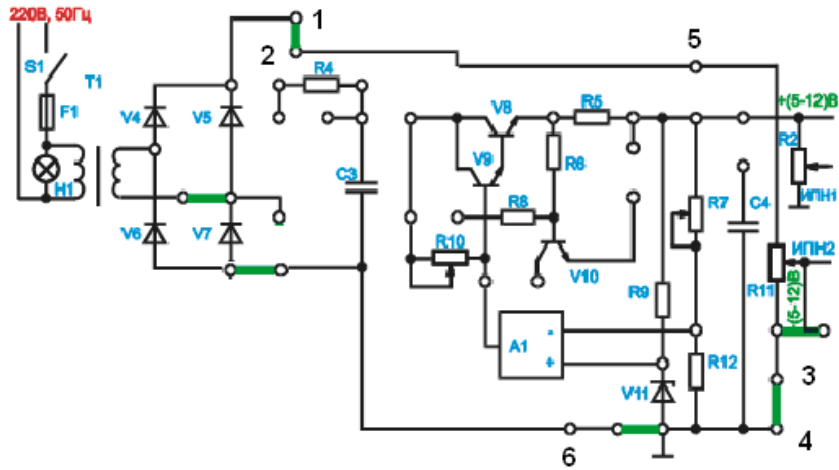 220В, 50Гц
1
2
5
S1
T1
R4
F1
V4
V5
V8
R5
+(5-12)В
R2
V9
R6
C3
H1
ИПН1
R8
R7
C4
V6
V7
R10
V10
ИПН2
R9
R11
-(5-12)В
A1
-
+
R12
3
V11
6
4